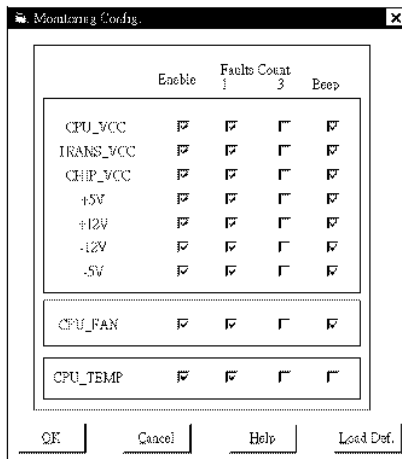 Monitoring Config.
Faults Count
Enable 1 3 Beep
CPU_VCC
TRANS_VCC
CHIP_VCC
+5V
+12V
-12V
-5V
CPU_FAN
CPU_TEMP
OK Cancel Help Load Def.